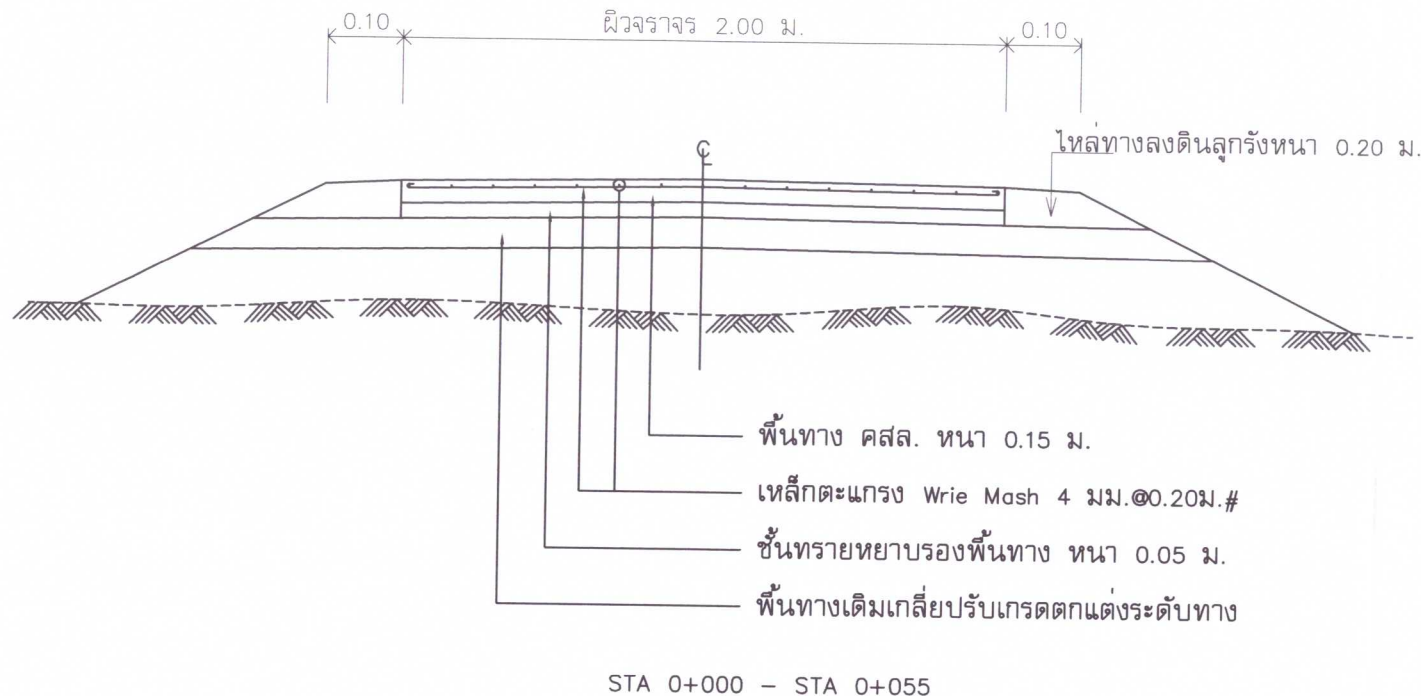 0.10 ผิวจราจร 2.00 ม. 0.10
ไหล่ทางลงดินลูกรังหนา 0.20 ม.
พื้นทาง คสล. หนา 0.15 ม.
เหล็กตะแกรง Wrie Mash 4 มม.@0.20ม.#
ชั้นทรายหยาบรองพื้นทาง หนา 0.05 ม.
พื้นทางเดิมเกลี่ยปรับเกรดตกแต่งระดับทาง
STA 0+000 – STA 0+055